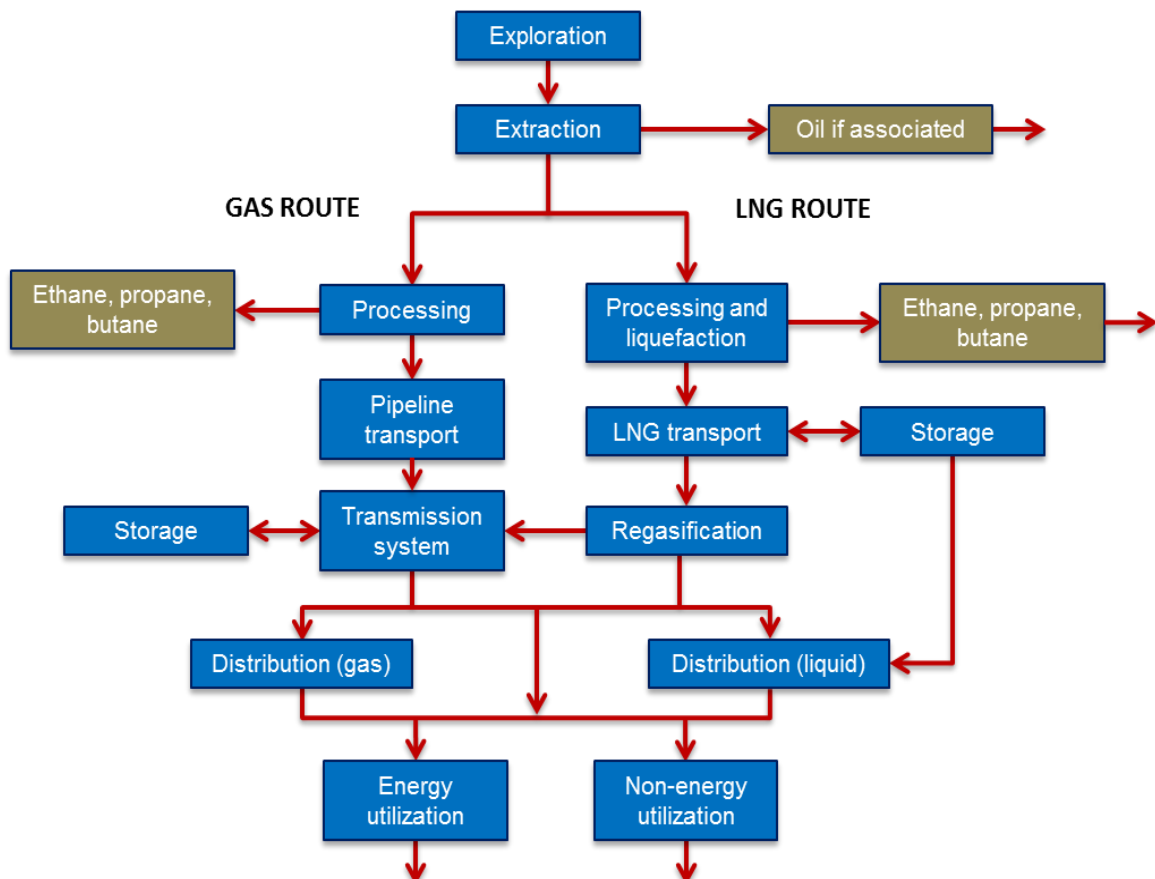 Exploration
Extraction
Oil if associated
GAS ROUTE
LNG ROUTE
Ethane, propane,
butane
Processing
Processing and
liquefaction
Ethane, propane,
butane
Pipeline
transport
LNG transport
Storage
Storage
Transmission
system
Regasification
Distribution (gas)
Distribution (liquid)
Energy
utilization
Non-energy
utilization